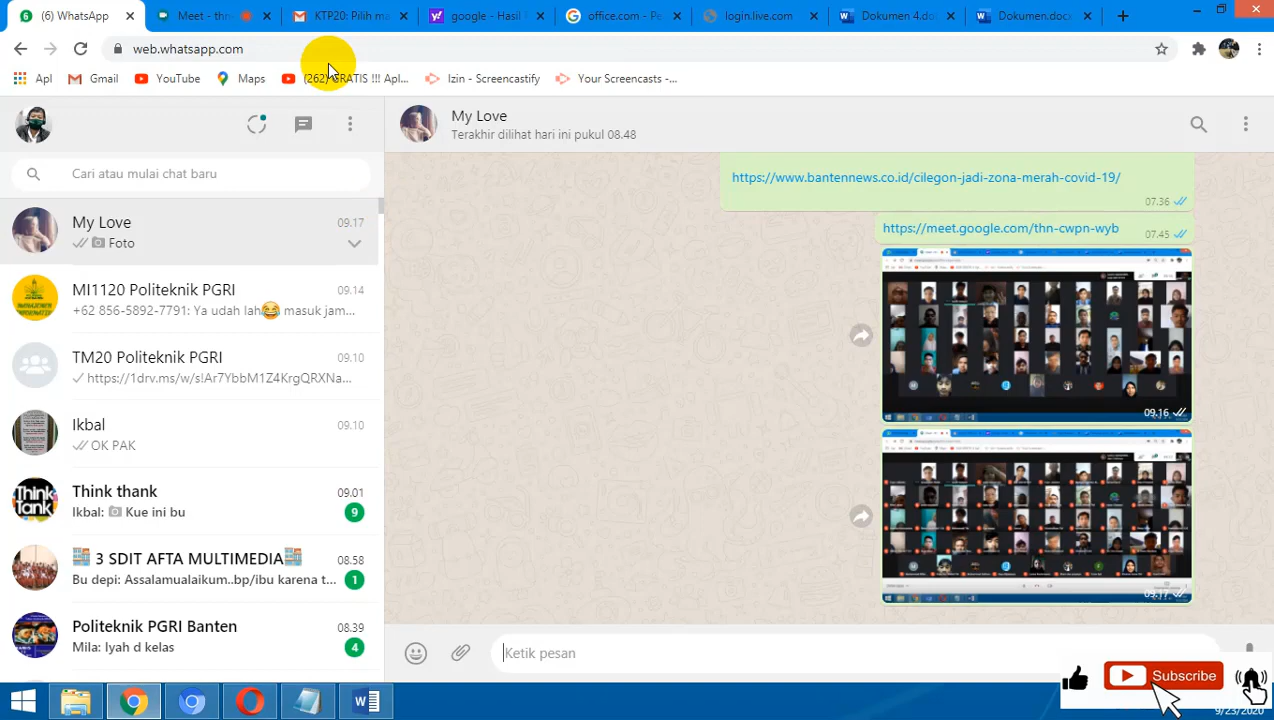 (6) WhatsApp
Meet - thn
KTP20: Pilih ma
google - Hasil
office.com - Pe
login.live.com
Dokumen 4.do
Dokumen.docx
web.whatsapp.com
Apl
Gmail
YouTube
Maps
(262) GRATIS !!! Apl...
Izin - Screencastify
Your Screencasts -...
My Love
Terakhir dilihat hari ini pukul 08.48
Cari atau mulai chat baru
My Love
09.17
Foto
MI1120 Politeknik PGRI
09.14
+62 856-5892-7791: Ya udah lah😂 masuk jam...
TM20 Politeknik PGRI
09.10
https://1drv.ms/w/s!Ar7YbbM1Z4KrgQRXNa...
Ikbal
09.10
OK PAK
Think thank
09.01
Ikbal: Kue ini bu
9
3 SDIT AFTA MULTIMEDIA
08.58
Bu depi: Assalamualaikum..bp/ibu karena t...
1
Politeknik PGRI Banten
08.39
Mila: Iyah d kelas
4
https://www.bantennews.co.id/cilegon-jadi-zona-merah-covid-19/
07.36
https://meet.google.com/thn-cwpn-wyb
07.45
09.16
09.17
Ketik pesan
Subscribe
9/23/2020